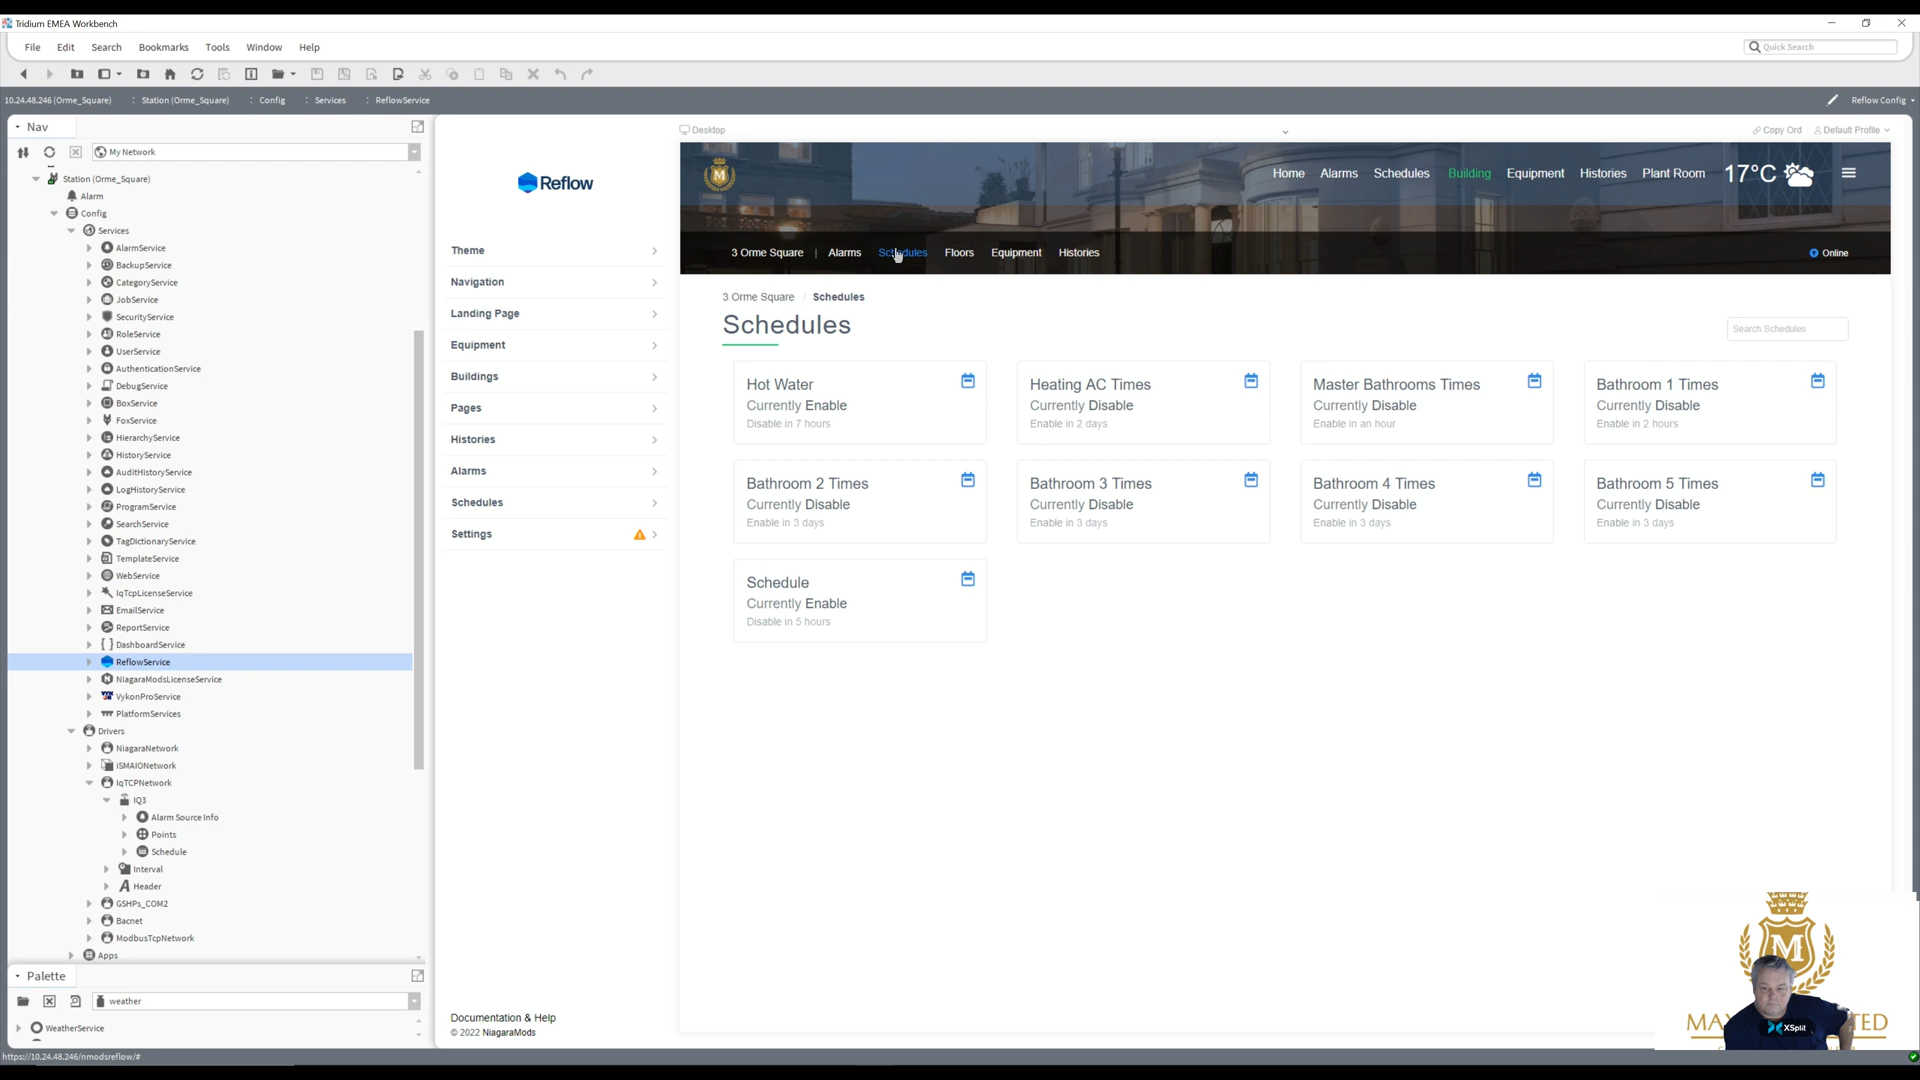 Tridium EMEA Workbench
File Edit Search Bookmarks Tools Window Help
Quick Search
10.24.48.246 (Orme_Square) : Station (Orme_Square) : Config : Services : ReflowService
Reflow Config
Nav
My Network
Station (Orme_Square)
Alarm
Config
Services
AlarmService
BackupService
CategoryService
JobService
SecurityService
RoleService
UserService
AuthenticationService
DebugService
BoxService
FoxService
HierarchyService
HistoryService
AuditHistoryService
LogHistoryService
ProgramService
SearchService
TagDictionaryService
TemplateService
WebService
IqTcpLicenseService
EmailService
ReportService
DashboardService
ReflowService
NiagaraModsLicenseService
VykonProService
PlatformServices
Drivers
NiagaraNetwork
iSMAIONetwork
IqTCPNetwork
IQ3
Alarm Source Info
Points
Schedule
Interval
Header
GSHPs_COM2
Bacnet
ModbusTcpNetwork
Apps
Palette
weather
WeatherService
https://10.24.48.246/nmodsreflow/#
Reflow
Theme
Navigation
Landing Page
Equipment
Buildings
Pages
Histories
Alarms
Schedules
Settings
Documentation & Help
© 2022 NiagaraMods
Desktop
Copy Ord
Default Profile
M
Home Alarms Schedules Building Equipment Histories Plant Room 17°C
3 Orme Square | Alarms Schedules Floors Equipment Histories
Online
3 Orme Square / Schedules
Schedules
Search Schedules
Hot Water
Currently Enable
Disable in 7 hours
Heating AC Times
Currently Disable
Enable in 2 days
Master Bathrooms Times
Currently Disable
Enable in an hour
Bathroom 1 Times
Currently Disable
Enable in 2 hours
Bathroom 2 Times
Currently Disable
Enable in 3 days
Bathroom 3 Times
Currently Disable
Enable in 3 days
Bathroom 4 Times
Currently Disable
Enable in 3 days
Bathroom 5 Times
Currently Disable
Enable in 3 days
Schedule
Currently Enable
Disable in 5 hours
M
XSplit